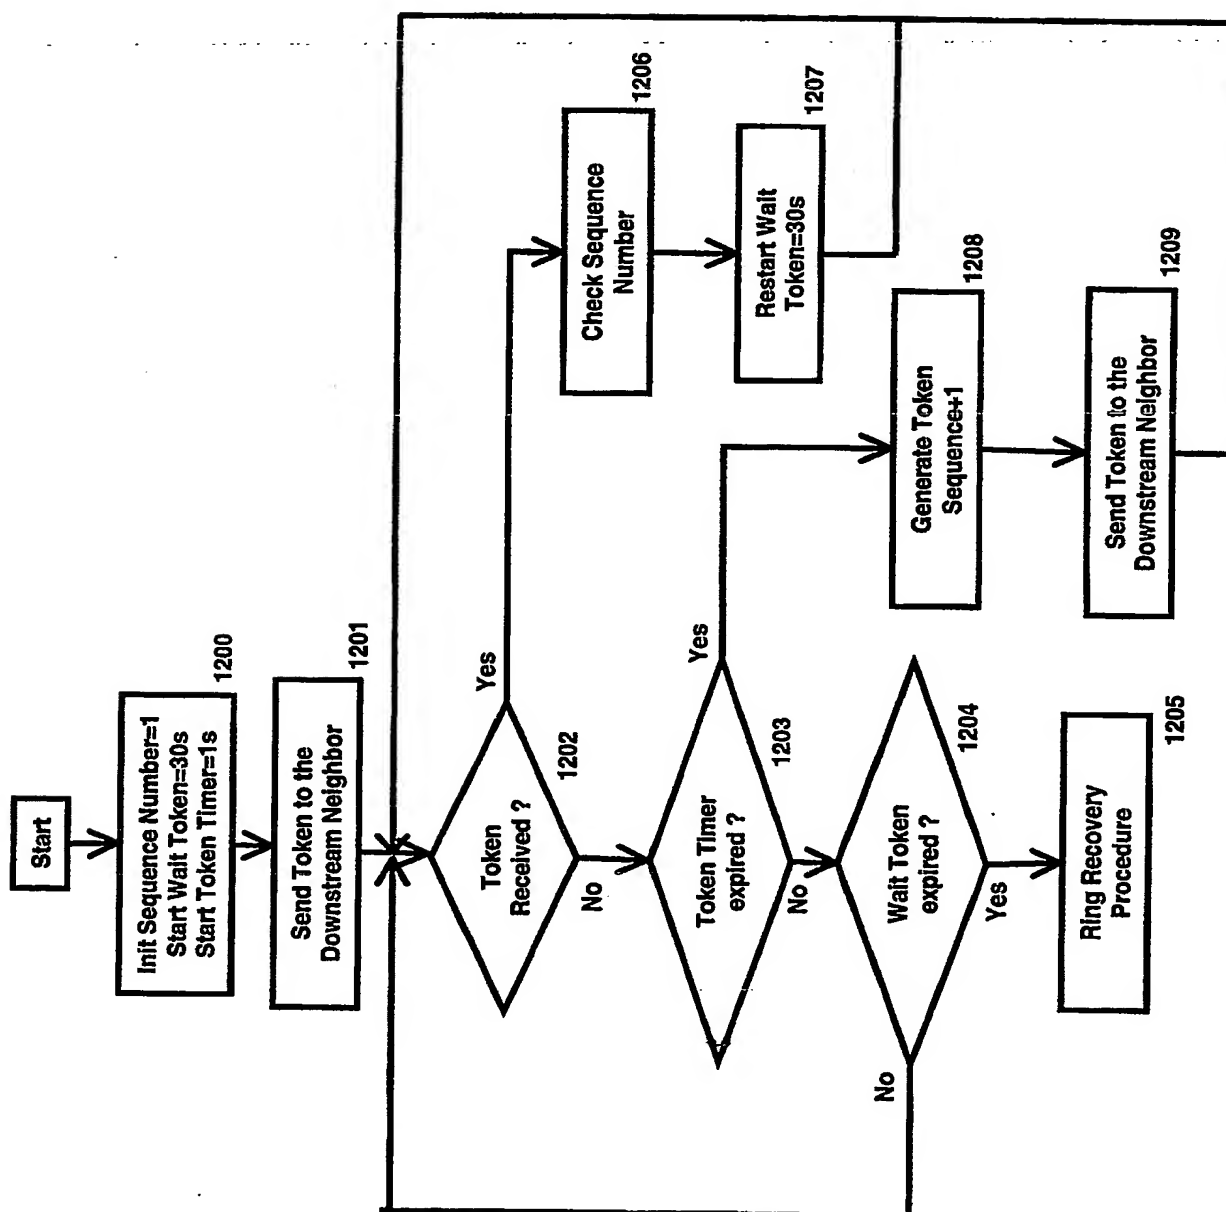 Start
1200
Init Sequence Number=1
Start Wait Token=30s
Start Token Timer=1s
1201
Send Token to the
Downstream Neighbor
Token
Received ?
1202
Yes
No
Check Sequence
Number
1206
Restart Wait
Token=30s
1207
Token Timer
expired ?
1203
Yes
No
Generate Token
Sequence+1
1208
Send Token to the
Downstream Neighbor
1209
Wait Token
expired ?
1204
No
Yes
Ring Recovery
Procedure
1205